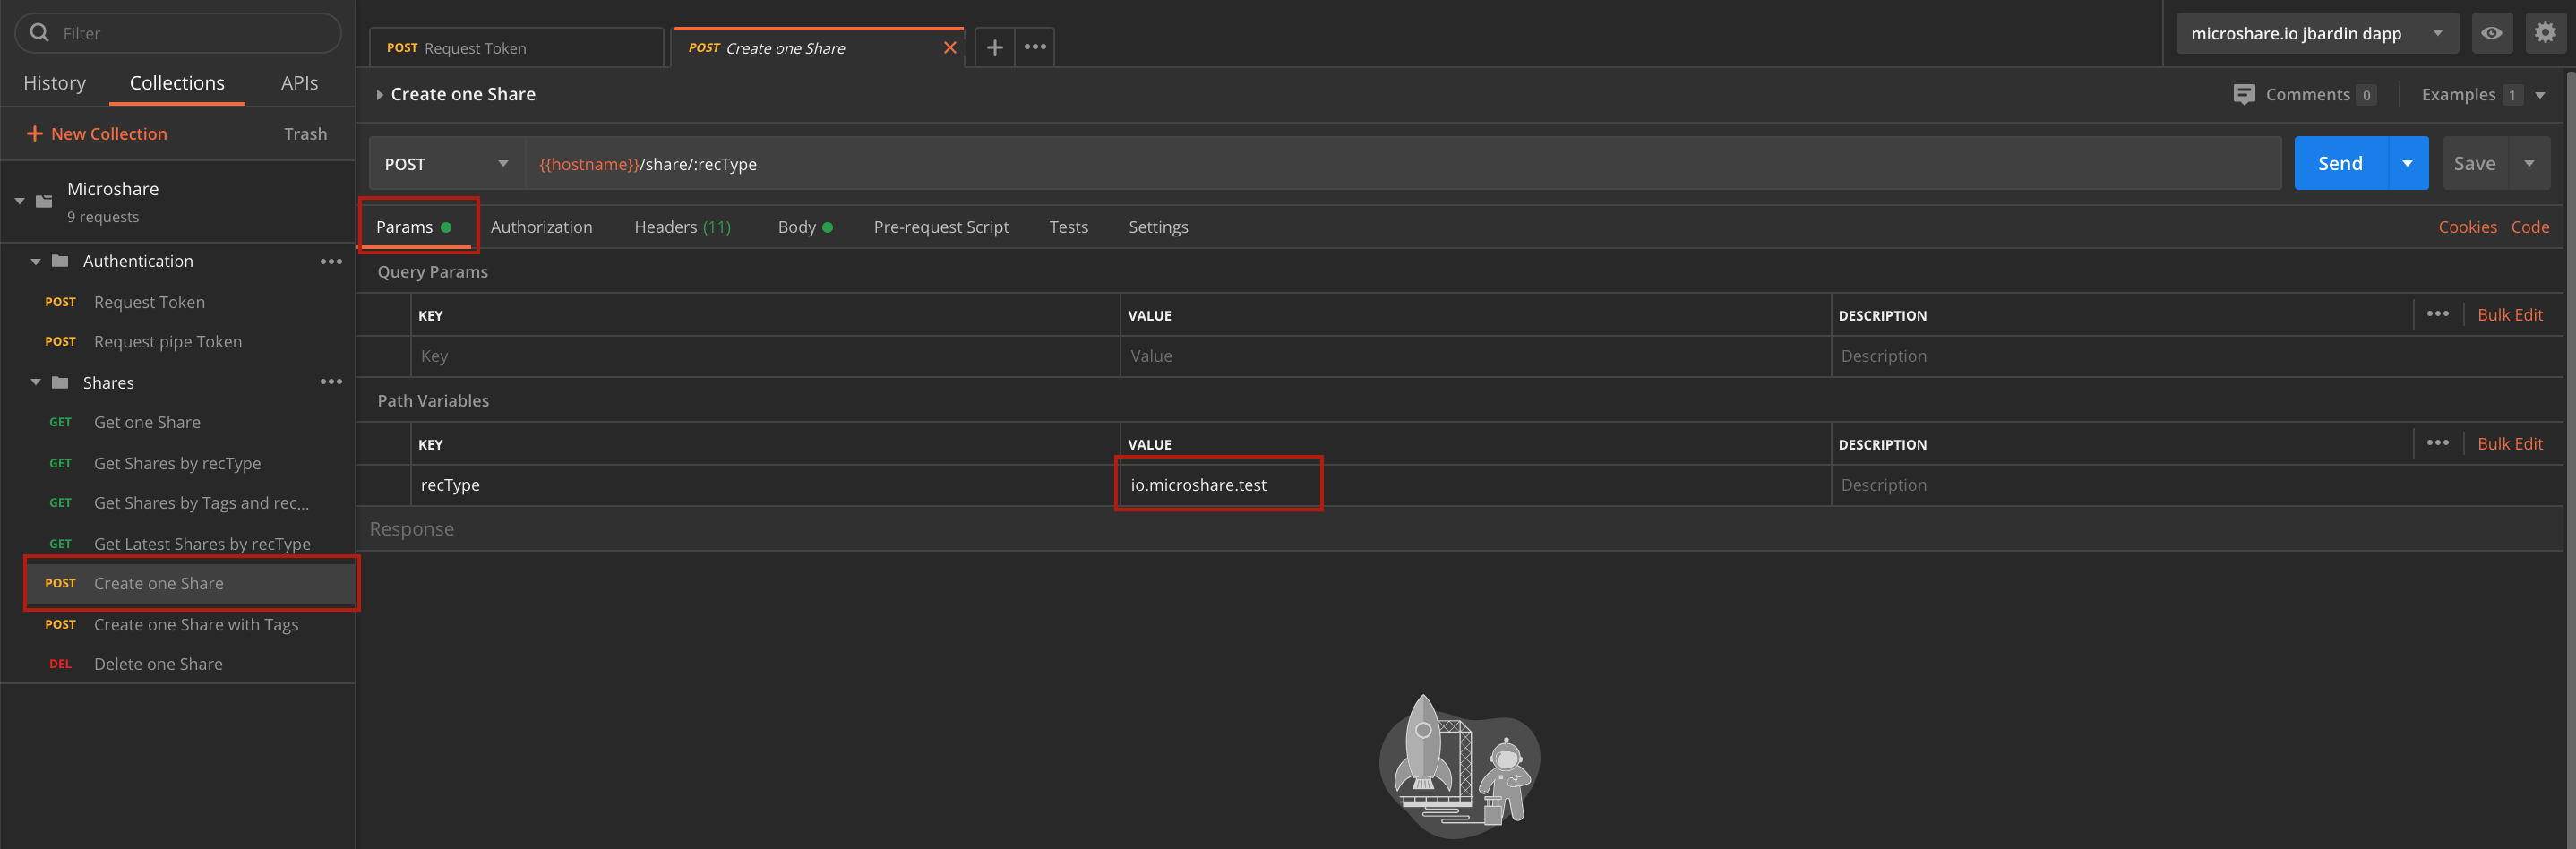 Filter
History Collections APIs
+ New Collection Trash
Microshare
9 requests
Authentication •••
POST Request Token
POST Request pipe Token
Shares •••
GET Get one Share
GET Get Shares by recType
GET Get Shares by Tags and rec...
GET Get Latest Shares by recType
POST Create one Share
POST Create one Share with Tags
DEL Delete one Share
POST Request Token POST Create one Share × + •••
microshare.io jbardin dapp
Create one Share Comments 0 Examples 1
POST {{hostname}}/share/:recType Send Save
Params Authorization Headers (11) Body Pre-request Script Tests Settings Cookies Code
Query Params
KEY VALUE DESCRIPTION ••• Bulk Edit
Key Value Description
Path Variables
KEY VALUE DESCRIPTION ••• Bulk Edit
recType io.microshare.test Description
Response